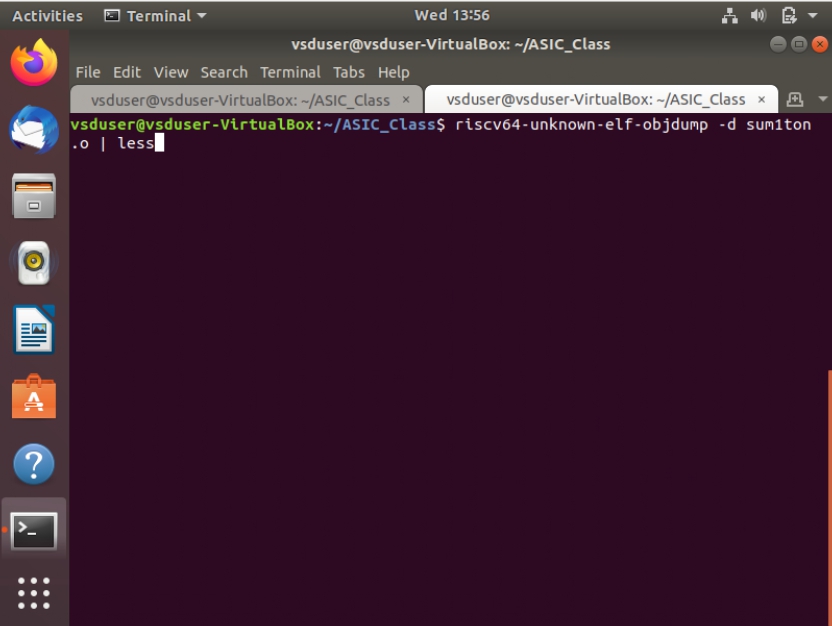 Activities Terminal Wed 13:56
vsduser@vsduser-VirtualBox: ~/ASIC_Class
File Edit View Search Terminal Tabs Help
vsduser@vsduser-VirtualBox: ~/ASIC_Class × vsduser@vsduser-VirtualBox: ~/ASIC_Class ×
vsduser@vsduser-VirtualBox:~/ASIC_Class$ riscv64-unknown-elf-objdump -d sum1ton
.o | less